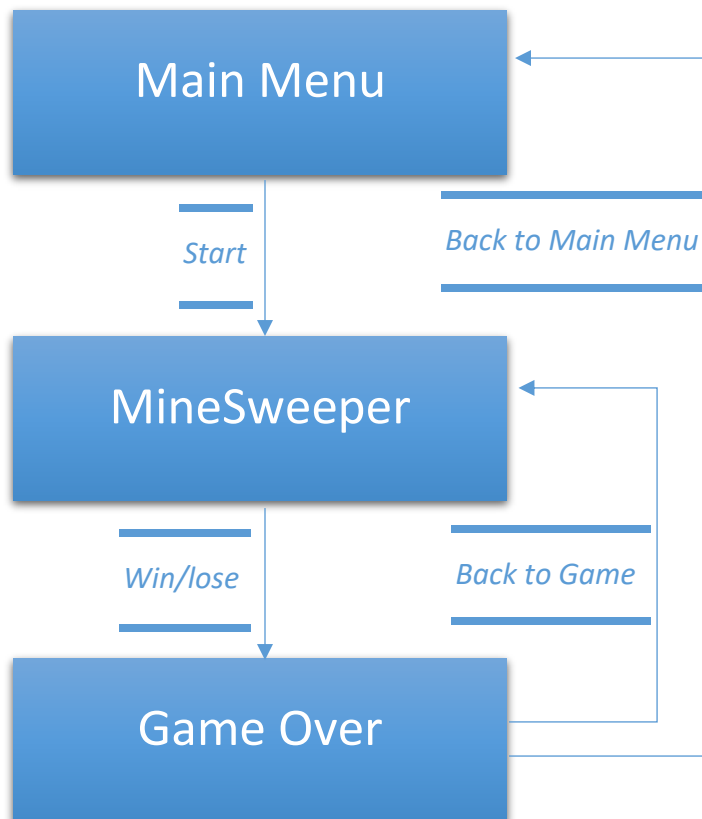 Main Menu
Start
Back to Main Menu
MineSweeper
Win/lose
Back to Game
Game Over